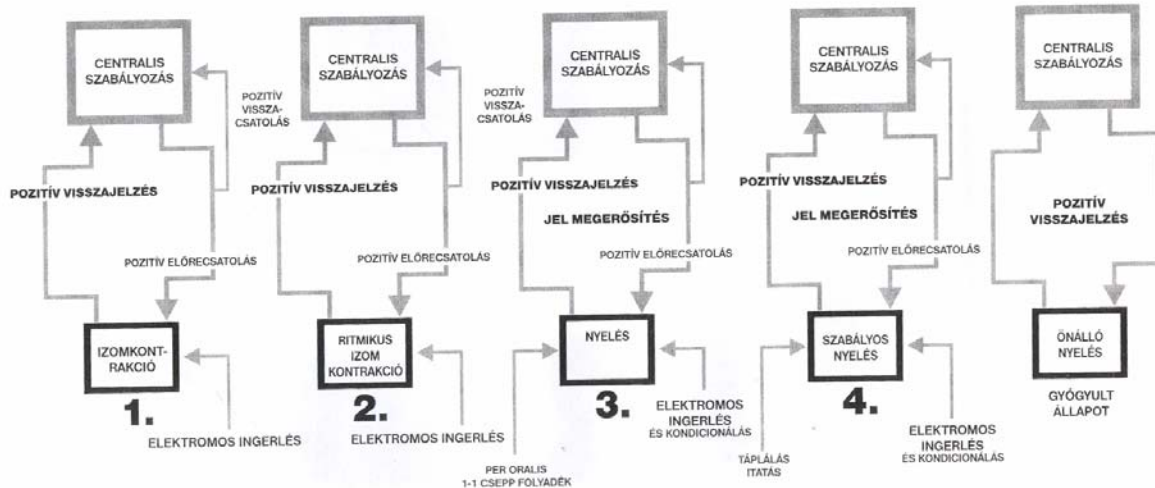 CENTRALIS
SZABÁLYOZÁS
POZITÍV
VISSZA-
CSATOLÁS
POZITÍV VISSZAJELZÉS
POZITÍV ELŐRECSATOLÁS
IZOMKONT-
RAKCIÓ
1.
ELEKTROMOS INGERLÉS
CENTRALIS
SZABÁLYOZÁS
POZITÍV
VISSZA-
CSATOLÁS
POZITÍV VISSZAJELZÉS
POZITÍV ELŐRECSATOLÁS
RITMIKUS
IZOM
KONTRAKCIÓ
2.
ELEKTROMOS INGERLÉS
CENTRALIS
SZABÁLYOZÁS
POZITÍV VISSZAJELZÉS
JEL MEGERŐSÍTÉS
POZITÍV ELŐRECSATOLÁS
NYELÉS
3.
PER ORALIS
1-1 CSEPP FOLYADÉK
ELEKTROMOS
INGERLÉS
ÉS KONDICIONÁLÁS
CENTRALIS
SZABÁLYOZÁS
POZITÍV VISSZAJELZÉS
JEL MEGERŐSÍTÉS
POZITÍV ELŐRECSATOLÁS
SZABÁLYOS
NYELÉS
4.
TÁPLÁLÁS
ITATÁS
ELEKTROMOS
INGERLÉS
ÉS KONDICIONÁLÁS
CENTRALIS
SZABÁLYOZÁS
POZITÍV
VISSZAJELZÉS
ÖNÁLLÓ
NYELÉS
GYÓGYULT
ÁLLAPOT